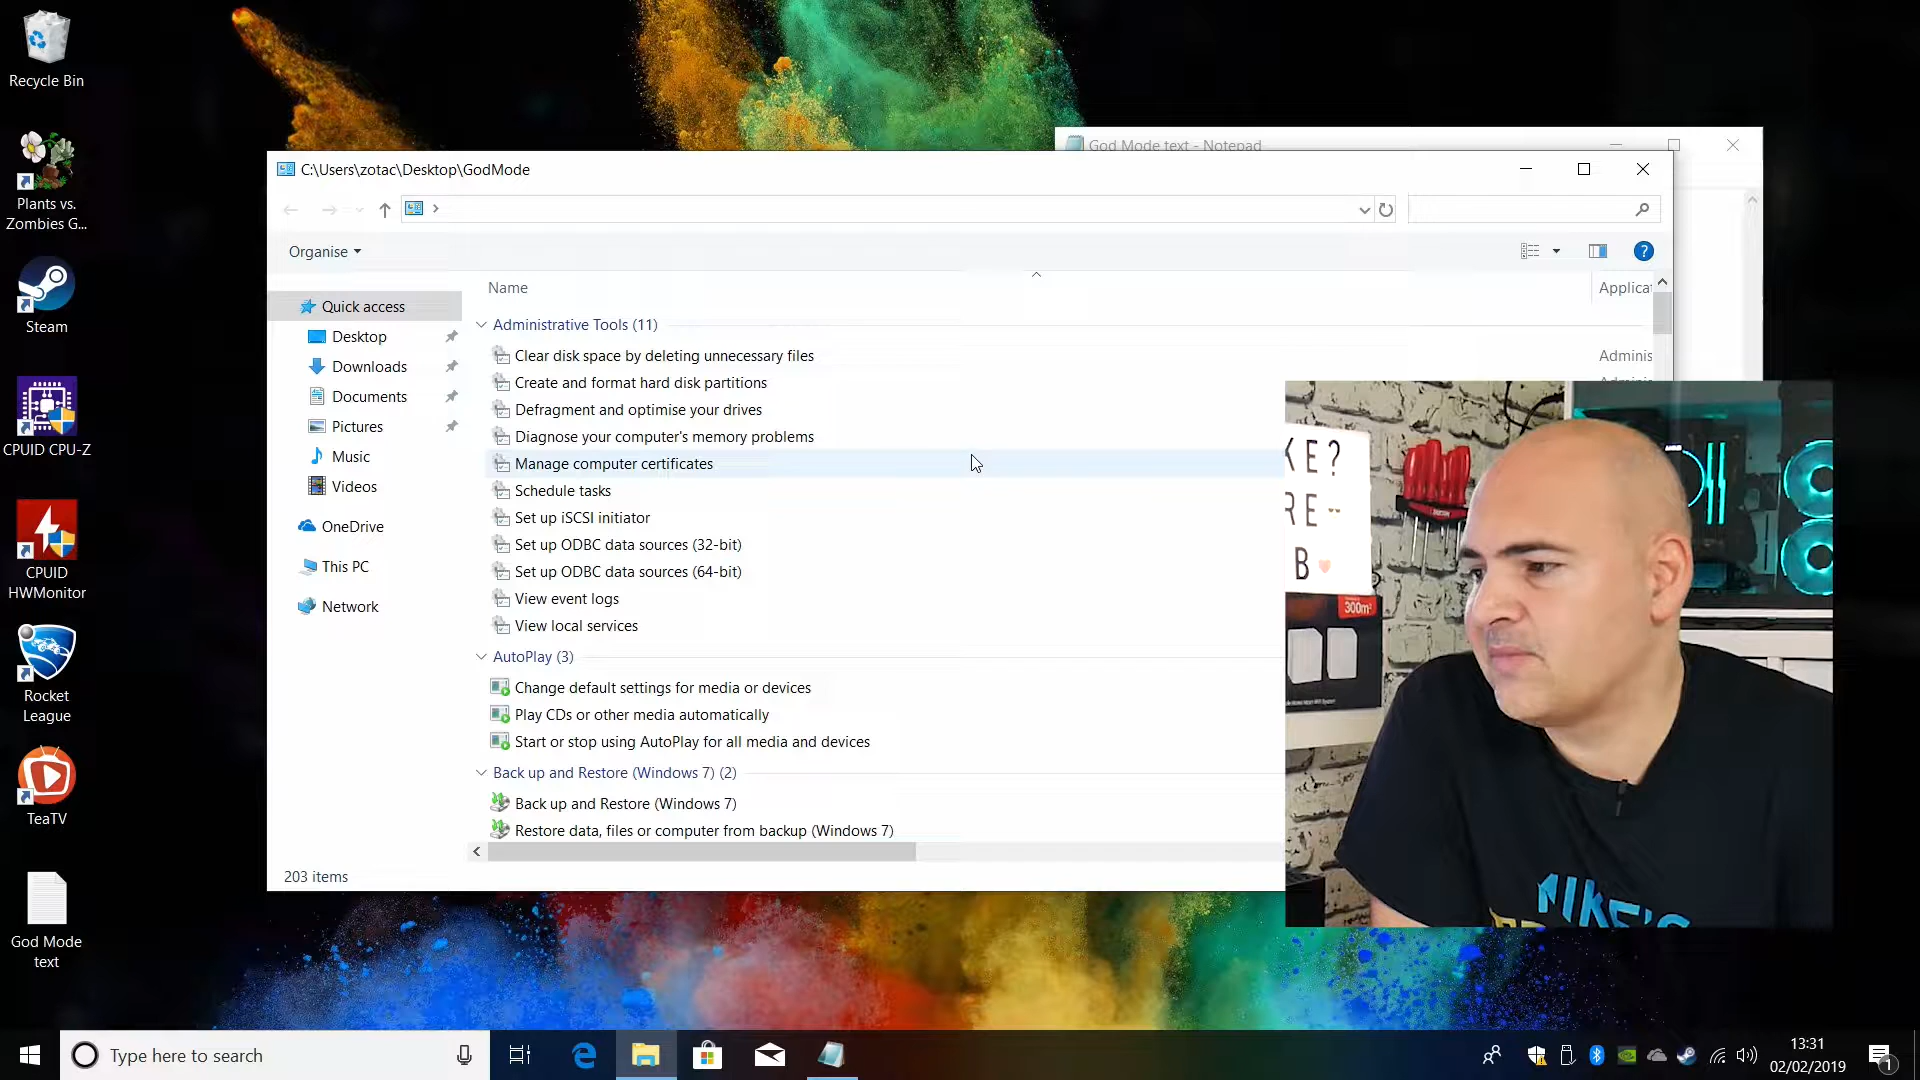 Recycle Bin
Plants vs.
Zombies G...
Steam
CPUID CPU-Z
CPUID
HWMonitor
Rocket
League
TeaTV
God Mode
text
God Mode text - Notepad
C:\Users\zotac\Desktop\GodMode
Organise
Quick access
Desktop
Downloads
Documents
Pictures
Music
Videos
OneDrive
This PC
Network
Name
Applicat
Administrative Tools (11)
Clear disk space by deleting unnecessary files
Adminis
Create and format hard disk partitions
Defragment and optimise your drives
Diagnose your computer's memory problems
Manage computer certificates
Schedule tasks
Set up iSCSI initiator
Set up ODBC data sources (32-bit)
Set up ODBC data sources (64-bit)
View event logs
View local services
AutoPlay (3)
Change default settings for media or devices
Play CDs or other media automatically
Start or stop using AutoPlay for all media and devices
Back up and Restore (Windows 7) (2)
Back up and Restore (Windows 7)
Restore data, files or computer from backup (Windows 7)
203 items
KE?
RE
B
300m²
MIKE'S
Type here to search
13:31
02/02/2019
1